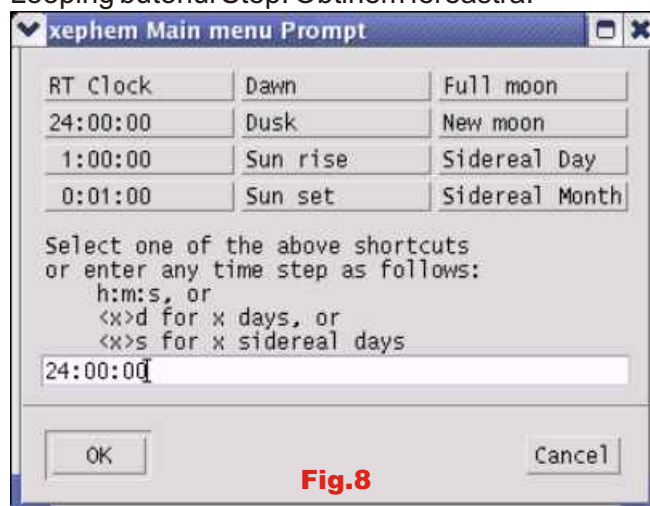 xephem Main menu Prompt
RT Clock Dawn Full moon
24:00:00 Dusk New moon
1:00:00 Sun rise Sidereal Day
0:01:00 Sun set Sidereal Month
Select one of the above shortcuts
or enter any time step as follows:
h:m:s, or
<x>d for x days, or
<x>s for x sidereal days
24:00:00
OK Cancel
Fig.8